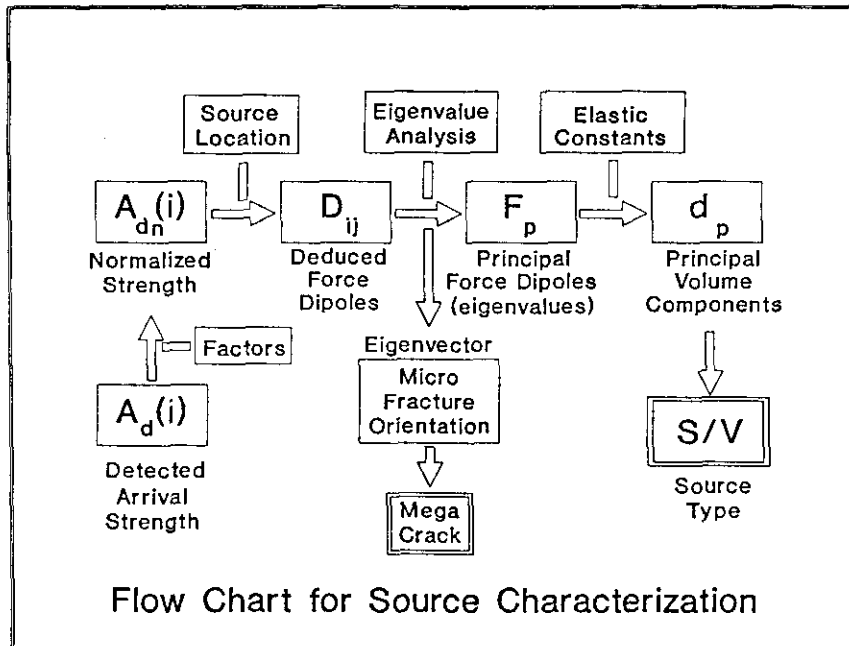 Source
Location
Eigenvalue
Analysis
Elastic
Constants
A_dn(i)
D_ij
F_p
d_p
Normalized
Strength
Deduced
Force
Dipoles
Principal
Force Dipoles
(eigenvalues)
Principal
Volume
Components
Factors
A_d(i)
Detected
Arrival
Strength
Eigenvector
Micro
Fracture
Orientation
Mega
Crack
S/V
Source
Type
Flow Chart for Source Characterization